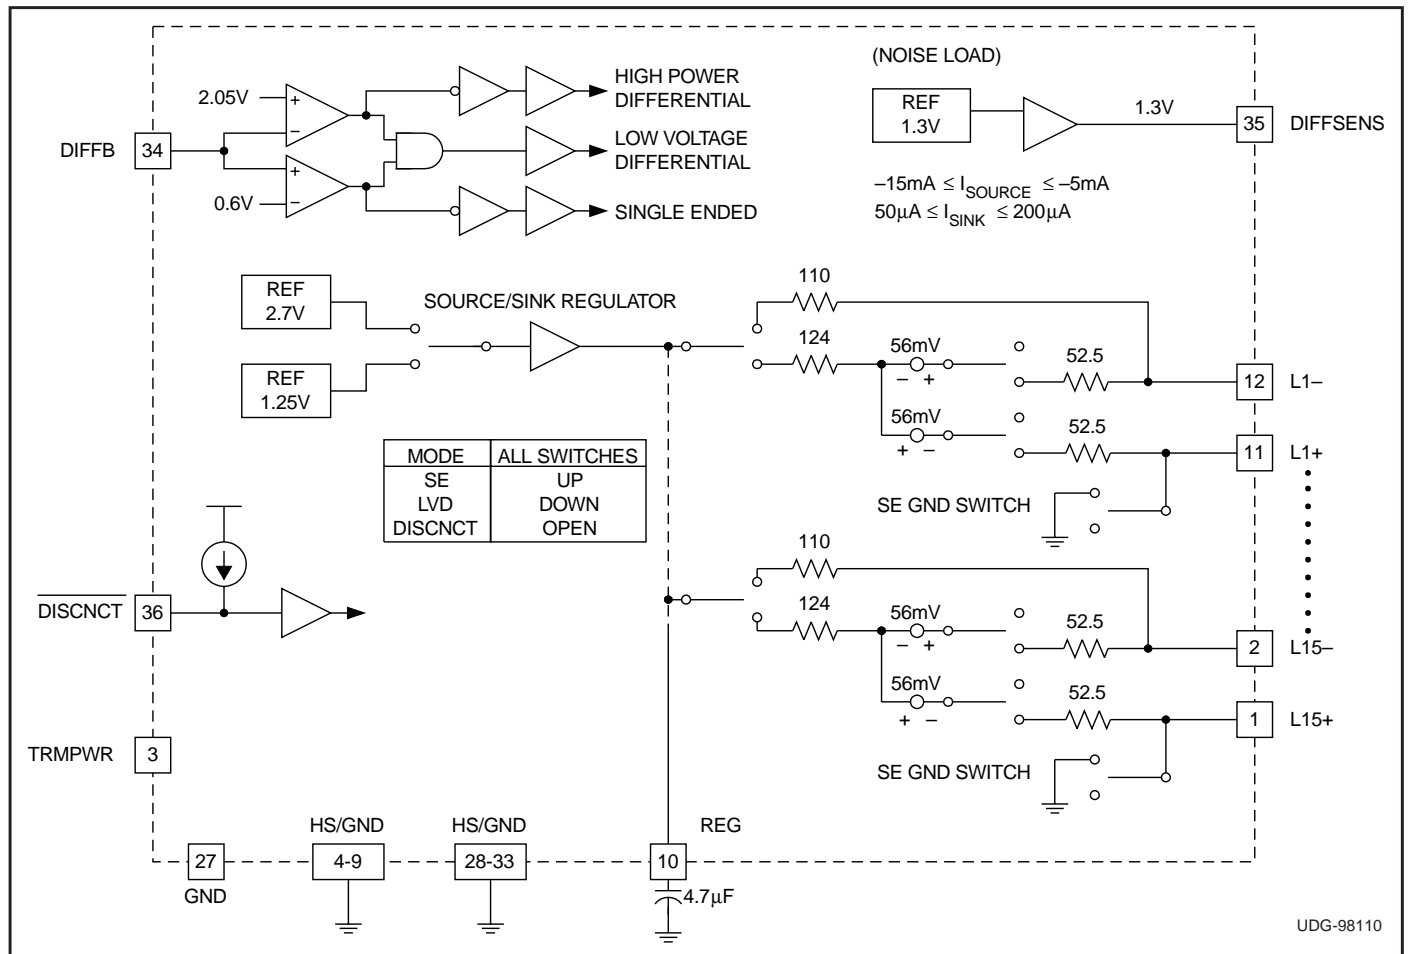 (NOISE LOAD)
HIGH POWER
DIFFERENTIAL
2.05V
+
–
REF
1.3V
1.3V
35
DIFFSENS
LOW VOLTAGE
DIFFERENTIAL
DIFFB
34
+
–
0.6V
SINGLE ENDED
–15mA ≤ I_SOURCE ≤ –5mA
50μA ≤ I_SINK ≤ 200μA
REF
2.7V
SOURCE/SINK REGULATOR
110
124
56mV
– +
52.5
12
L1–
REF
1.25V
56mV
+ –
52.5
11
L1+
MODE ALL SWITCHES
SE UP
LVD DOWN
DISCNCT OPEN
SE GND SWITCH
110
124
56mV
– +
52.5
2
L15–
DISCNCT
36
56mV
+ –
52.5
1
L15+
TRMPWR
3
SE GND SWITCH
HS/GND
HS/GND
REG
27
4-9
28-33
10
GND
4.7μF
UDG-98110